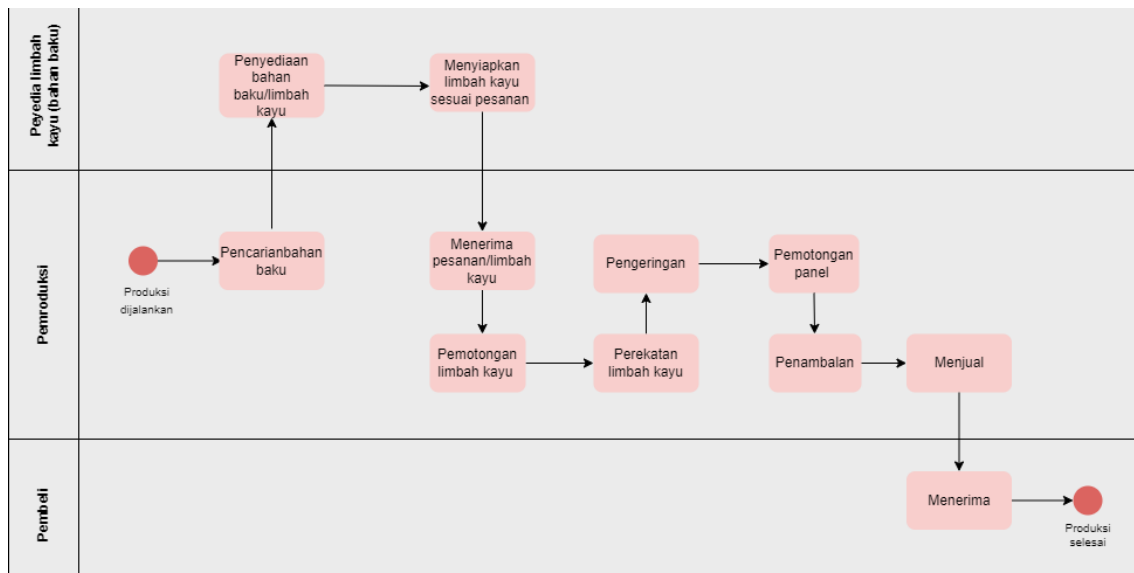 Peyedia limbah
kayu (bahan baku)
Penyediaan
bahan
baku/limbah
kayu
Menyiapkan
limbah kayu
sesuai pesanan
Pemroduksi
Produksi
dijalankan
Pencarianbahan
baku
Menerima
pesanan/limbah
kayu
Pengeringan
Pemotongan
panel
Pemotongan
limbah kayu
Perekatan
limbah kayu
Penambalan
Menjual
Pembeli
Menerima
Produksi
selesai